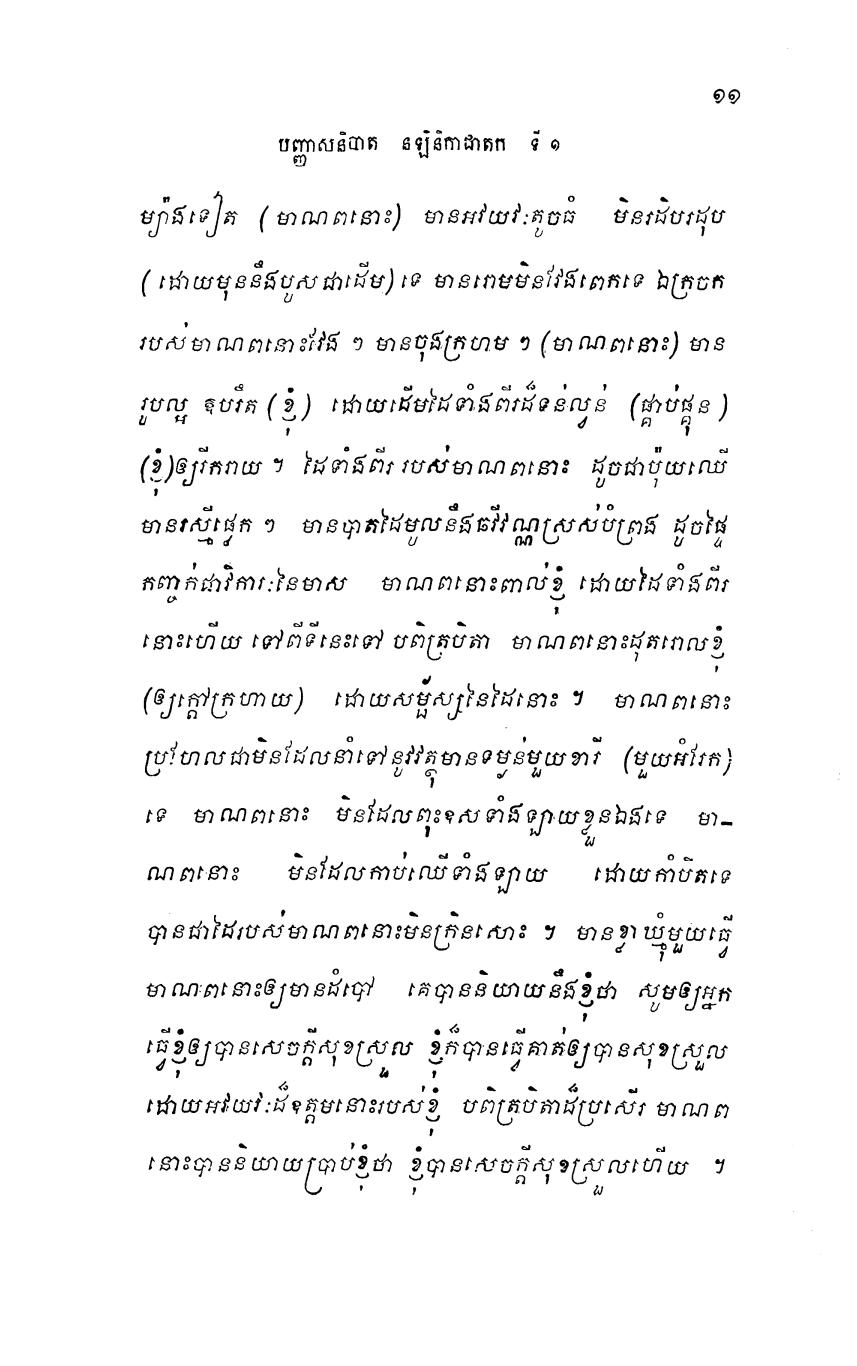 ១១
បញ្ញាសនិបាត នឡិនិកាជាតក ទី ១
ម្យ៉ាងទៀត (មាណពនោះ) មានអវយវៈតូចធំ មិនរដិបរដុប
(ដោយមុននឹងបួសជាដើម) ទេ មានរោមមិនវែងពេកទេ ឯក្រចក
របស់មាណពនោះវែង ៗ មានចុងក្រហម ៗ (មាណពនោះ) មាន
រូបល្អ ឱបរឹត (ខ្ញុំ) ដោយដើមដៃទាំងពីរដ៏ទន់ល្វន់ (ផ្គាប់ផ្គុន)
(ខ្ញុំ) ឲ្យរីករាយ ។ ដៃទាំងពីរ របស់មាណពនោះ ដូចជាប៉ុយឈើ
មានរស្មីផ្លេក ៗ មានបាតដៃមូលនឹងឆវីវណ្ណស្រស់បំព្រង ដូចផ្ទៃ
កញ្ចក់ជាវិការៈនៃមាស មាណពនោះពាល់ខ្ញុំ ដោយដៃទាំងពីរ
នោះហើយ ទៅពីទីនេះទៅ បពិត្របិតា មាណពនោះដុតរោលខ្ញុំ
(ឲ្យក្តៅក្រហាយ) ដោយសម្ផ័ស្សនៃដៃនោះ ។ មាណពនោះ
ប្រហែលជាមិនដែលនាំទៅនូវវត្ថុមានទម្ងន់មួយខារី (មួយអំរែក)
ទេ មាណពនោះ មិនដែលពុះឧសទាំងឡាយខ្លួនឯងទេ មា-
ណពនោះ មិនដែលកាប់ឈើទាំងឡាយ ដោយកាំបិតទេ
បានជាដៃរបស់មាណពនោះមិនក្រិនសោះ ។ មានខ្លាឃ្មុំមួយធ្វើ
មាណពនោះឲ្យមានដំបៅ គេបាននិយាយនឹងខ្ញុំថា សូមឲ្យអ្នក
ធ្វើខ្ញុំឲ្យបានសេចក្តីសុខស្រួល ខ្ញុំក៏បានធ្វើគាត់ឲ្យបានសុខស្រួល
ដោយអវយវៈដ៏ឧត្តមនោះរបស់ខ្ញុំ បពិត្របិតាដ៏ប្រសើរ មាណព
នោះបាននិយាយប្រាប់ខ្ញុំថា ខ្ញុំបានសេចក្តីសុខស្រួលហើយ ។